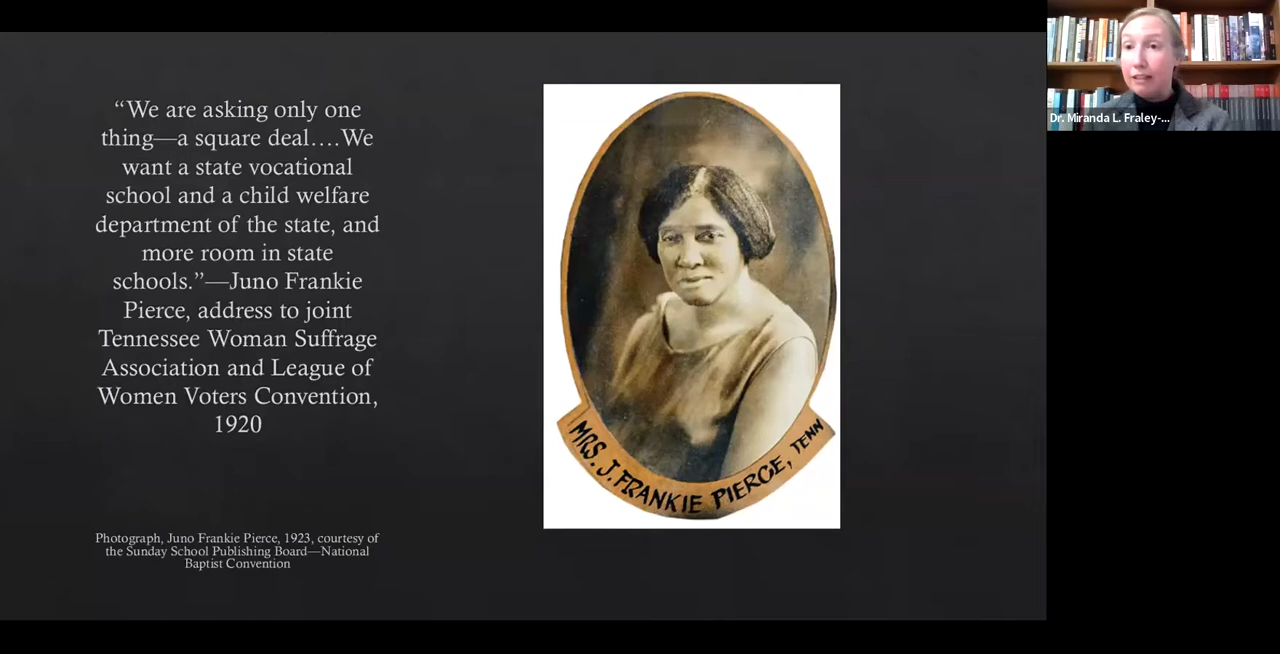 “We are asking only one
thing—a square deal….We
want a state vocational
school and a child welfare
department of the state, and
more room in state
schools.”—Juno Frankie
Pierce, address to joint
Tennessee Woman Suffrage
Association and League of
Women Voters Convention,
1920
Photograph, Juno Frankie Pierce, 1923, courtesy of
the Sunday School Publishing Board—National
Baptist Convention
MRS. J. FRANKIE PIERCE, TENN
Dr. Miranda L. Fraley-...